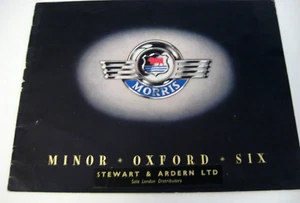 MORRIS
MINOR * OXFORD * SIX
STEWART & ARDERN LTD
Sole London Distributors